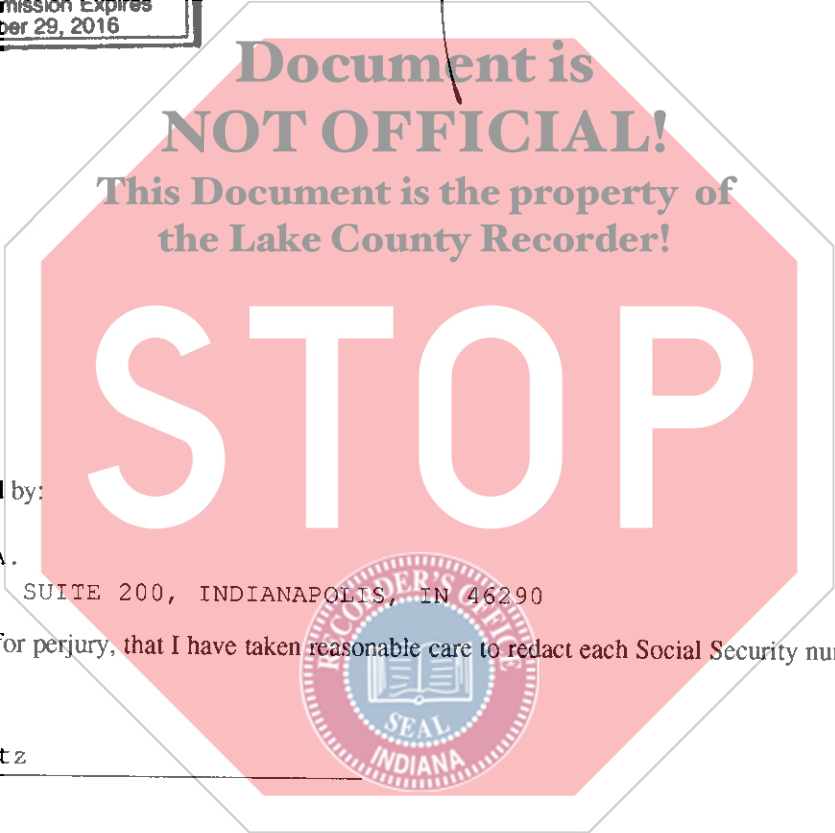 mission Expires
ber 29, 2016
Document is
NOT OFFICIAL!
This Document is the property of
the Lake County Recorder!
STOP
by:
A.
SUITE 200, INDIANAPOLIS, IN 46290
RECORDER'S OFFICE
for perjury, that I have taken reasonable care to redact each Social Security nu
SEAL
INDIANA
tz